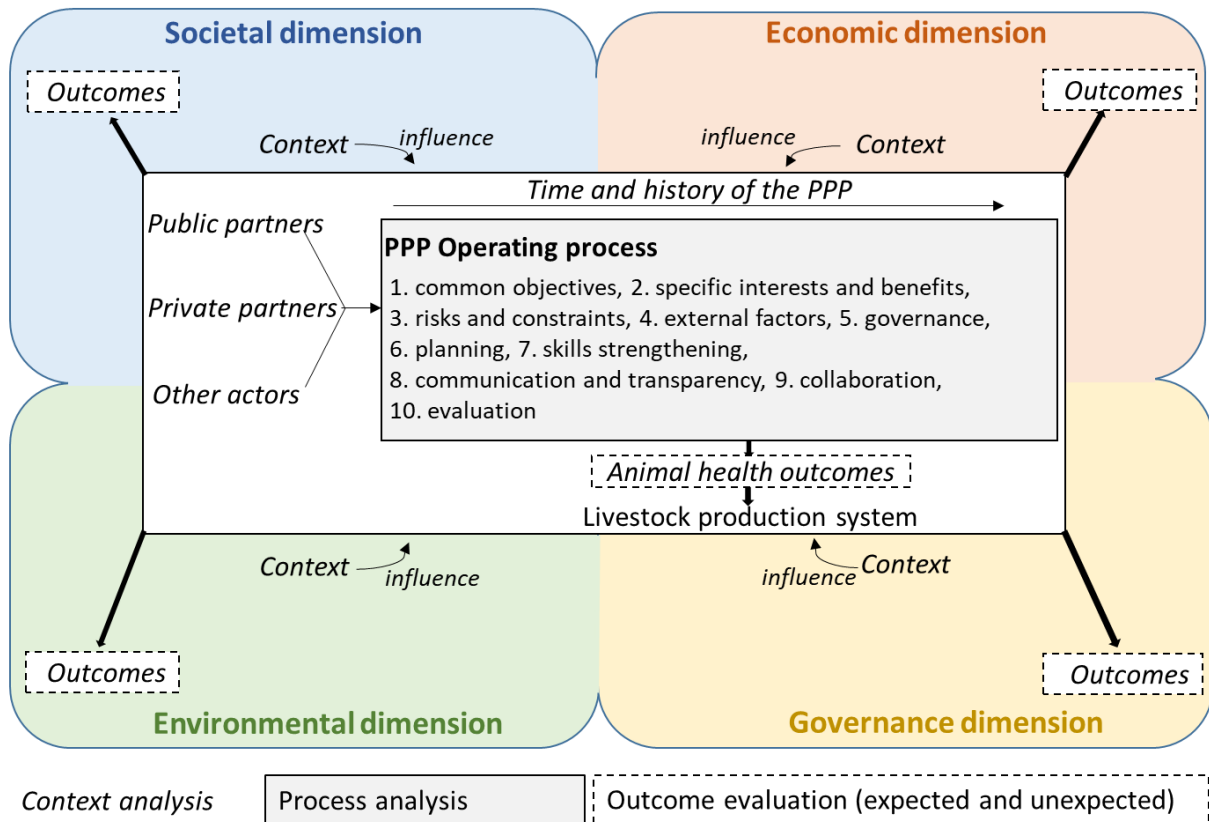 Societal dimension
Economic dimension
Outcomes
Outcomes
Context
influence
influence
Context
Time and history of the PPP
Public partners
Private partners
Other actors
PPP Operating process
1. common objectives, 2. specific interests and benefits,
3. risks and constraints, 4. external factors, 5. governance,
6. planning, 7. skills strengthening,
8. communication and transparency, 9. collaboration,
10. evaluation
Animal health outcomes
Livestock production system
Context
influence
influence
Context
Outcomes
Outcomes
Environmental dimension
Governance dimension
Context analysis
Process analysis
Outcome evaluation (expected and unexpected)